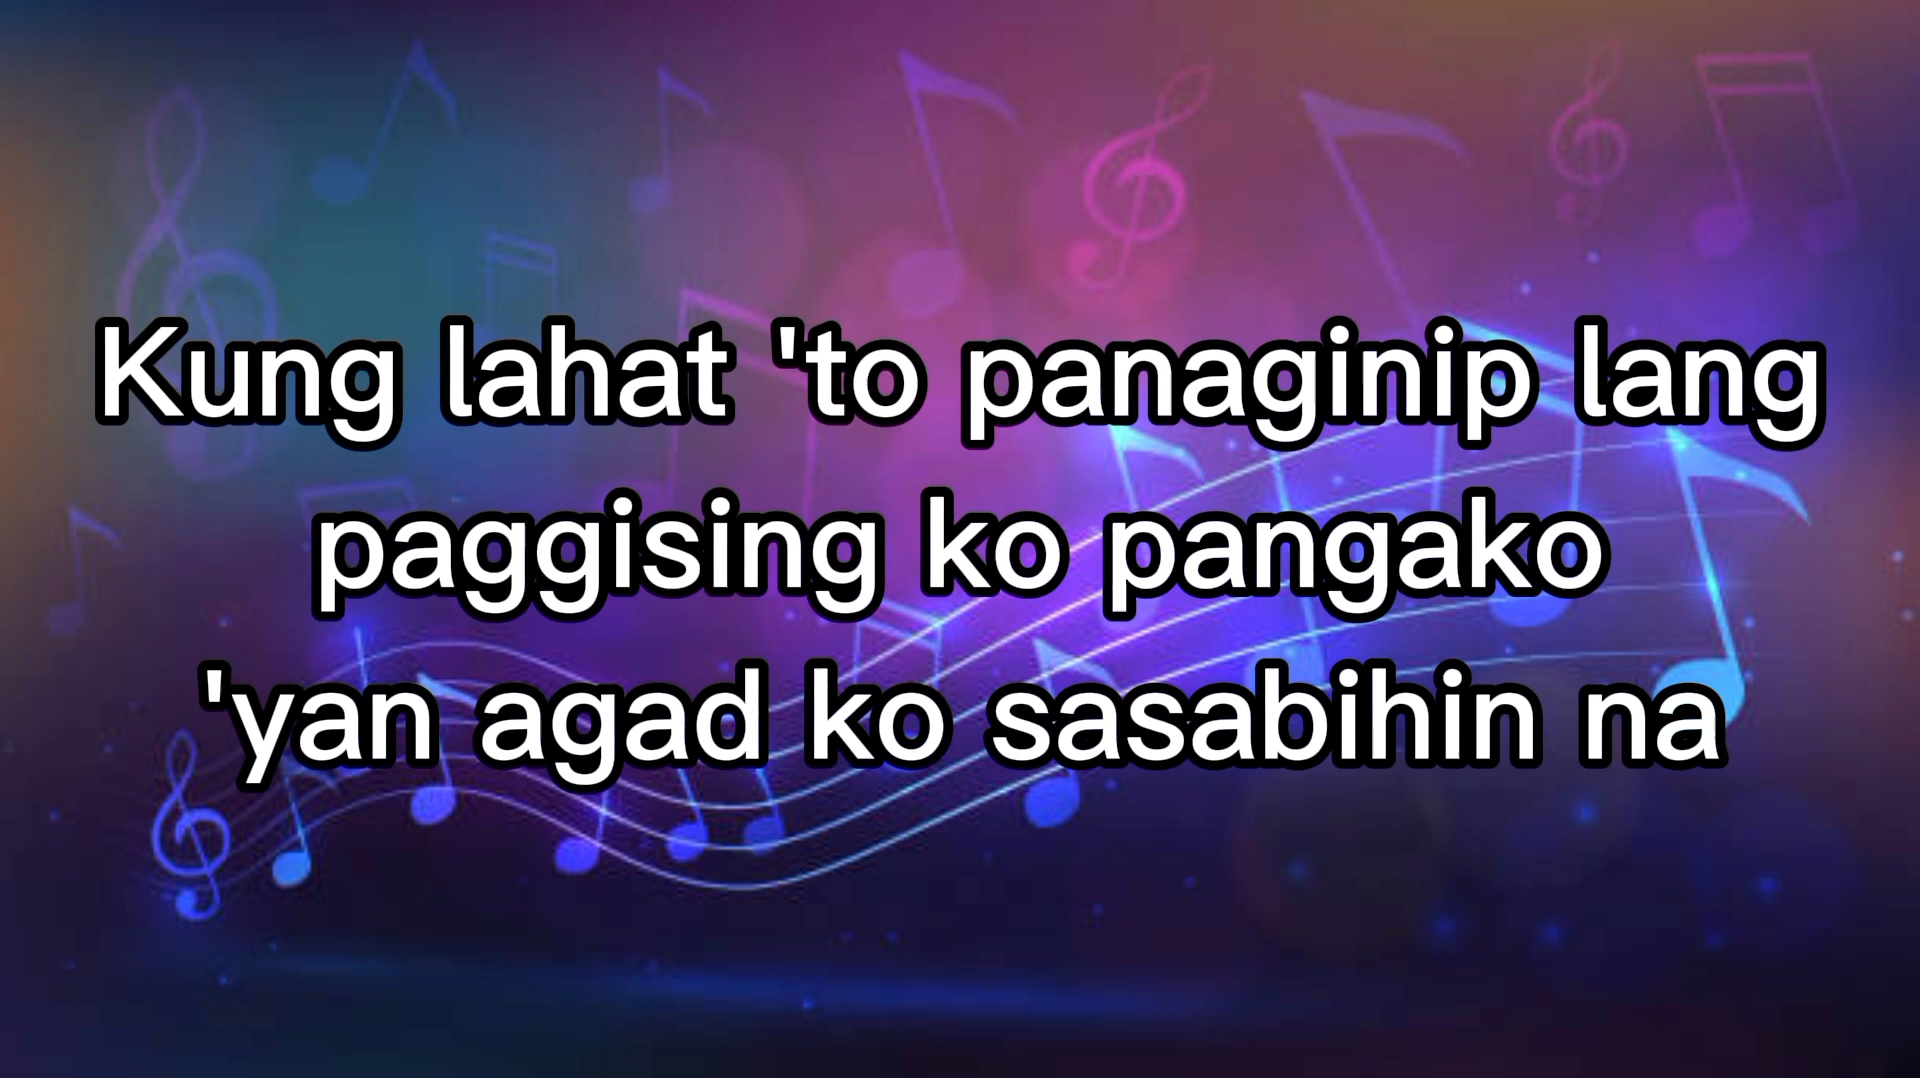 Kung lahat 'to panaginip lang
paggising ko pangako
'yan agad ko sasabihin na